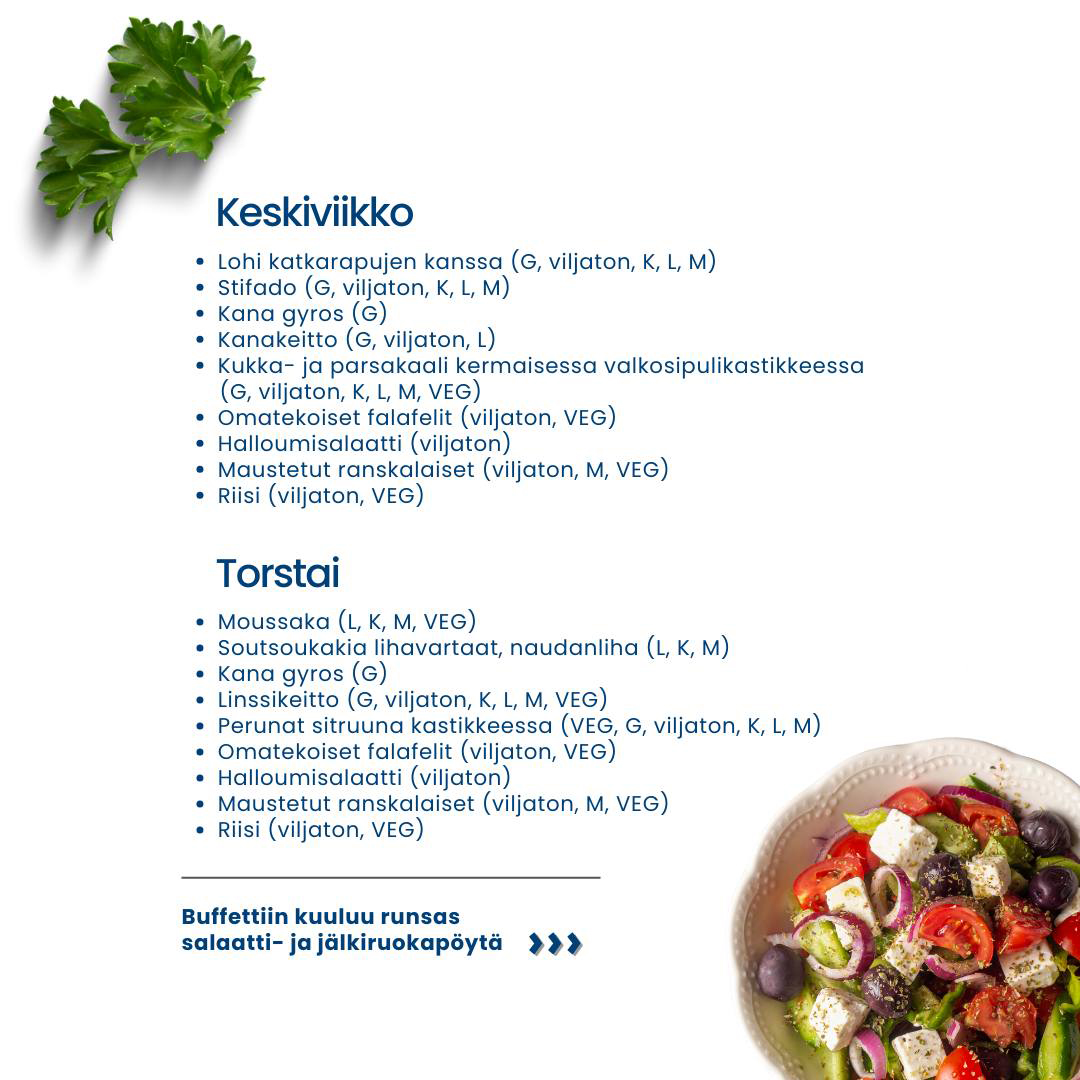 Keskiviikko
• Lohi katkarapujen kanssa (G, viljaton, K, L, M)
• Stifado (G, viljaton, K, L, M)
• Kana gyros (G)
• Kanakeitto (G, viljaton, L)
• Kukka- ja parsakaali kermaisessa valkosipulikastikkeessa
(G, viljaton, K, L, M, VEG)
• Omatekoiset falafelit (viljaton, VEG)
• Halloumisalaatti (viljaton)
• Maustetut ranskalaiset (viljaton, M, VEG)
• Riisi (viljaton, VEG)
Torstai
• Moussaka (L, K, M, VEG)
• Soutsoukakia lihavartaat, naudanliha (L, K, M)
• Kana gyros (G)
• Linssikeitto (G, viljaton, K, L, M, VEG)
• Perunat sitruuna kastikkeessa (VEG, G, viljaton, K, L, M)
• Omatekoiset falafelit (viljaton, VEG)
• Halloumisalaatti (viljaton)
• Maustetut ranskalaiset (viljaton, M, VEG)
• Riisi (viljaton, VEG)
Buffettiin kuuluu runsas
salaatti- ja jälkiruokapöytä